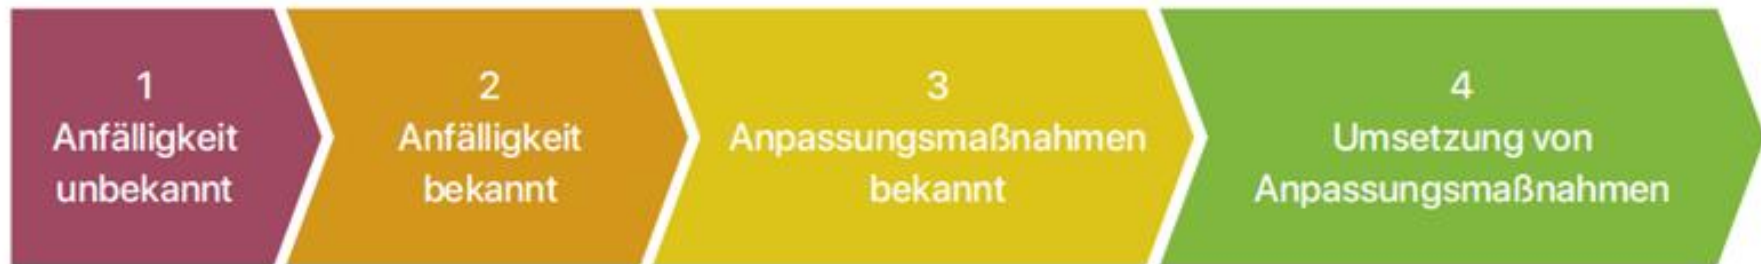 1
Anfälligkeit
unbekannt
2
Anfälligkeit
bekannt
3
Anpassungsmaßnahmen
bekannt
4
Umsetzung von
Anpassungsmaßnahmen